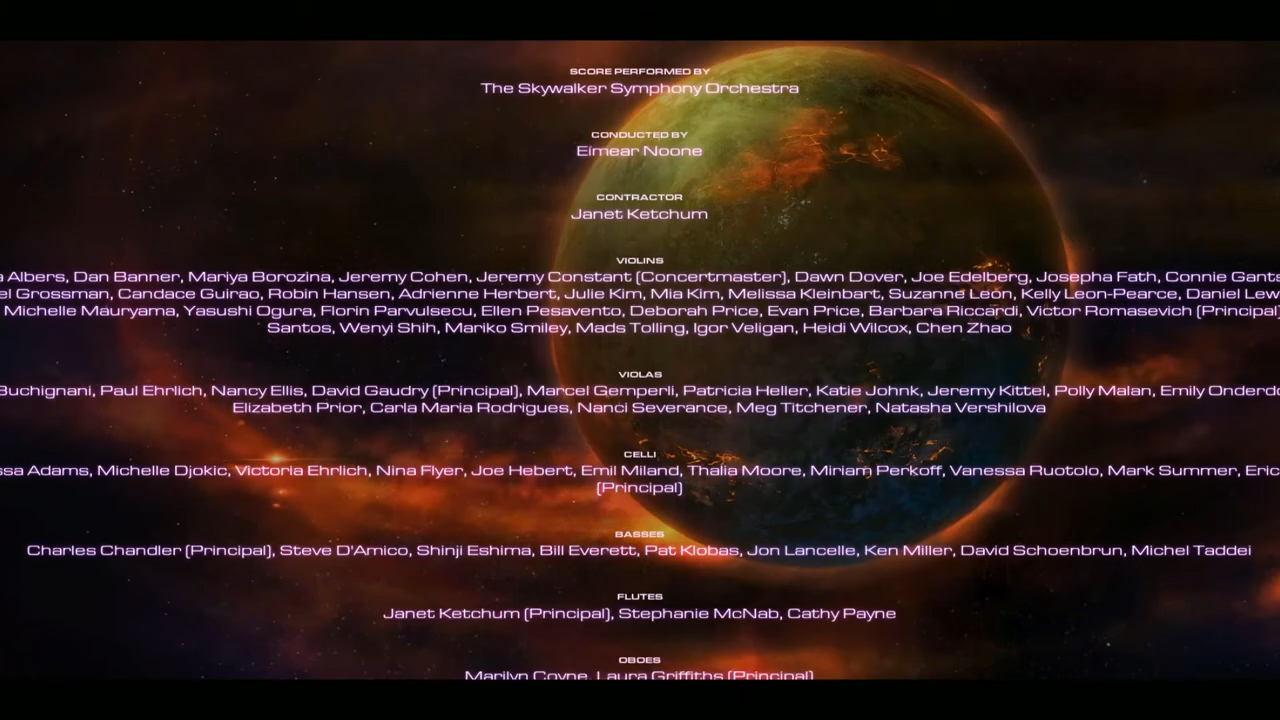 SCORE PERFORMED BY
The Skywalker Symphony Orchestra
CONDUCTED BY
Eímear Noone
CONTRACTOR
Janet Ketchum
VIOLINS
Albers, Dan Banner, Mariya Borozina, Jeremy Cohen, Jeremy Constant (Concertmaster), Dawn Dover, Joe Edelberg, Josepha Fath, Connie
Grossman, Candace Guirao, Robin Hansen, Adrienne Herbert, Julie Kim, Mia Kim, Melissa Kleinbart, Suzanne Leon, Kelly Leon-Pearce, Daniel
Michelle Mauryama, Yasushi Ogura, Florin Parvulsecu, Ellen Pesavento, Deborah Price, Evan Price, Barbara Riccardi, Victor Romasevich (Principal)
Santos, Wenyi Shih, Mariko Smiley, Mads Tolling, Igor Veligan, Heidi Wilcox, Chen Zhao
VIOLAS
Buchignani, Paul Ehrlich, Nancy Ellis, David Gaudry (Principal), Marcel Gemperli, Patricia Heller, Katie Johnk, Jeremy Kittel, Polly Malan, Emily
Elizabeth Prior, Carla Maria Rodrigues, Nanci Severance, Meg Titchener, Natasha Vershilova
CELLI
Adams, Michelle Djokic, Victoria Ehrlich, Nina Flyer, Joe Hebert, Emil Miland, Thalia Moore, Miriam Perkoff, Vanessa Ruotolo, Mark Summer, Eric
(Principal)
BASSES
Charles Chandler (Principal), Steve D'Amico, Shinji Eshima, Bill Everett, Pat Klobas, Jon Lancelle, Ken Miller, David Schoenbrun, Michel Taddei
FLUTES
Janet Ketchum (Principal), Stephanie McNab, Cathy Payne
OBOES
Marilyn Coyne, Laura Griffiths (Principal)